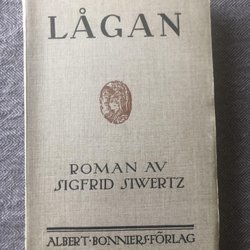 LÅGAN
ROMAN AV
SIGFRID SIWERTZ
ALBERT·BONNIERS·FÖRLAG